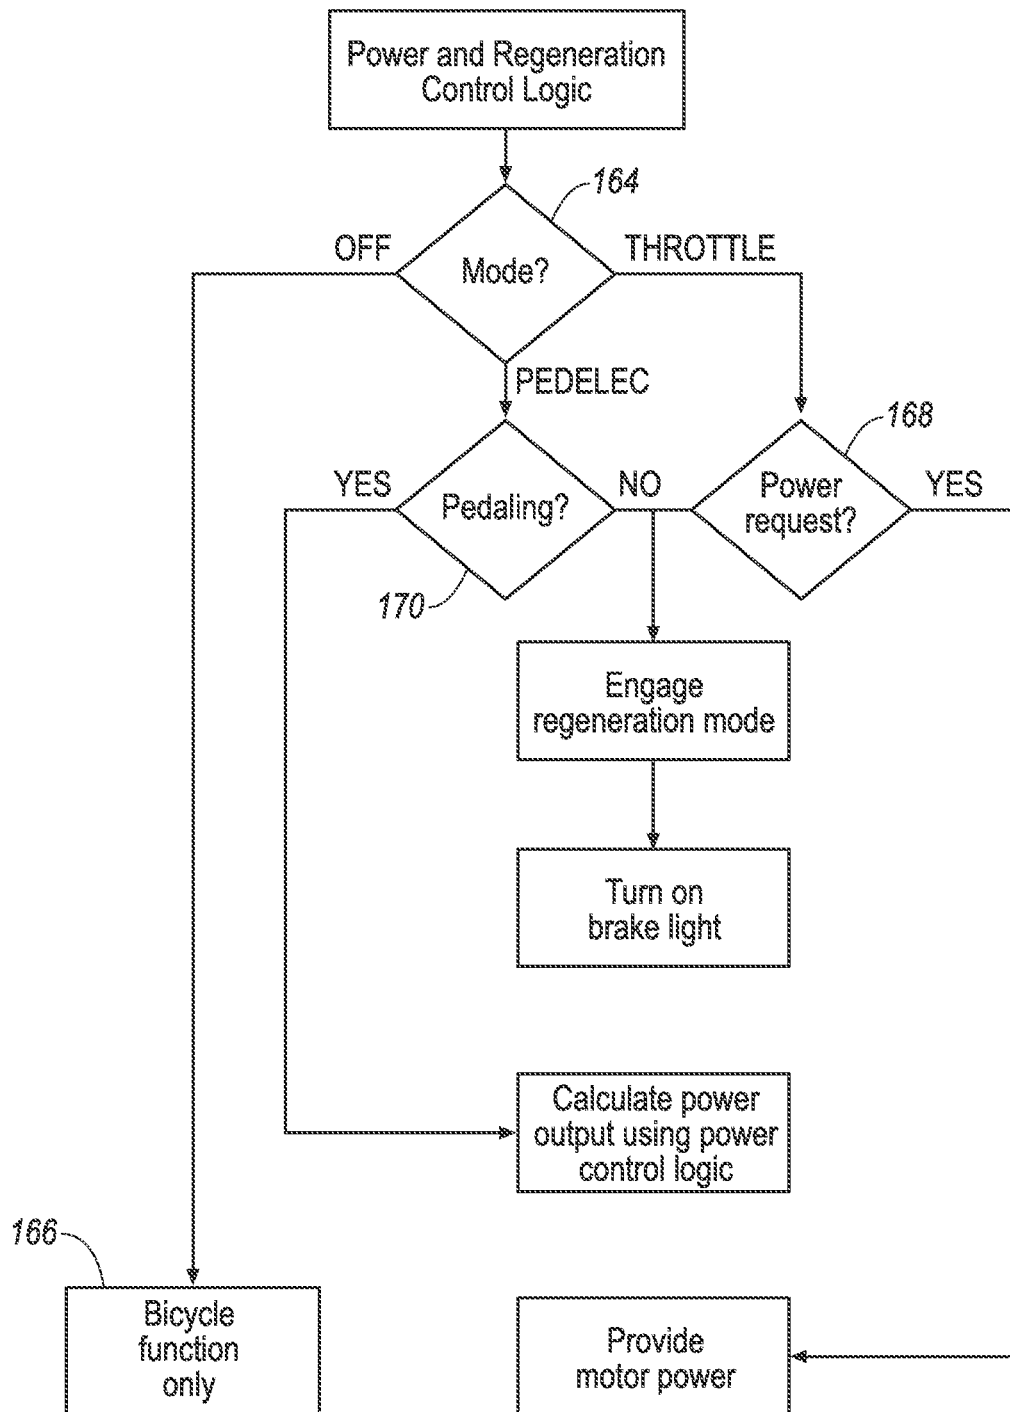 Power and Regeneration
Control Logic
164
OFF
THROTTLE
Mode?
PEDELEC
168
YES
Pedaling?
NO
Power
request?
YES
170
Engage
regeneration mode
Turn on
brake light
Calculate power
output using power
control logic
166
Bicycle
function
only
Provide
motor power